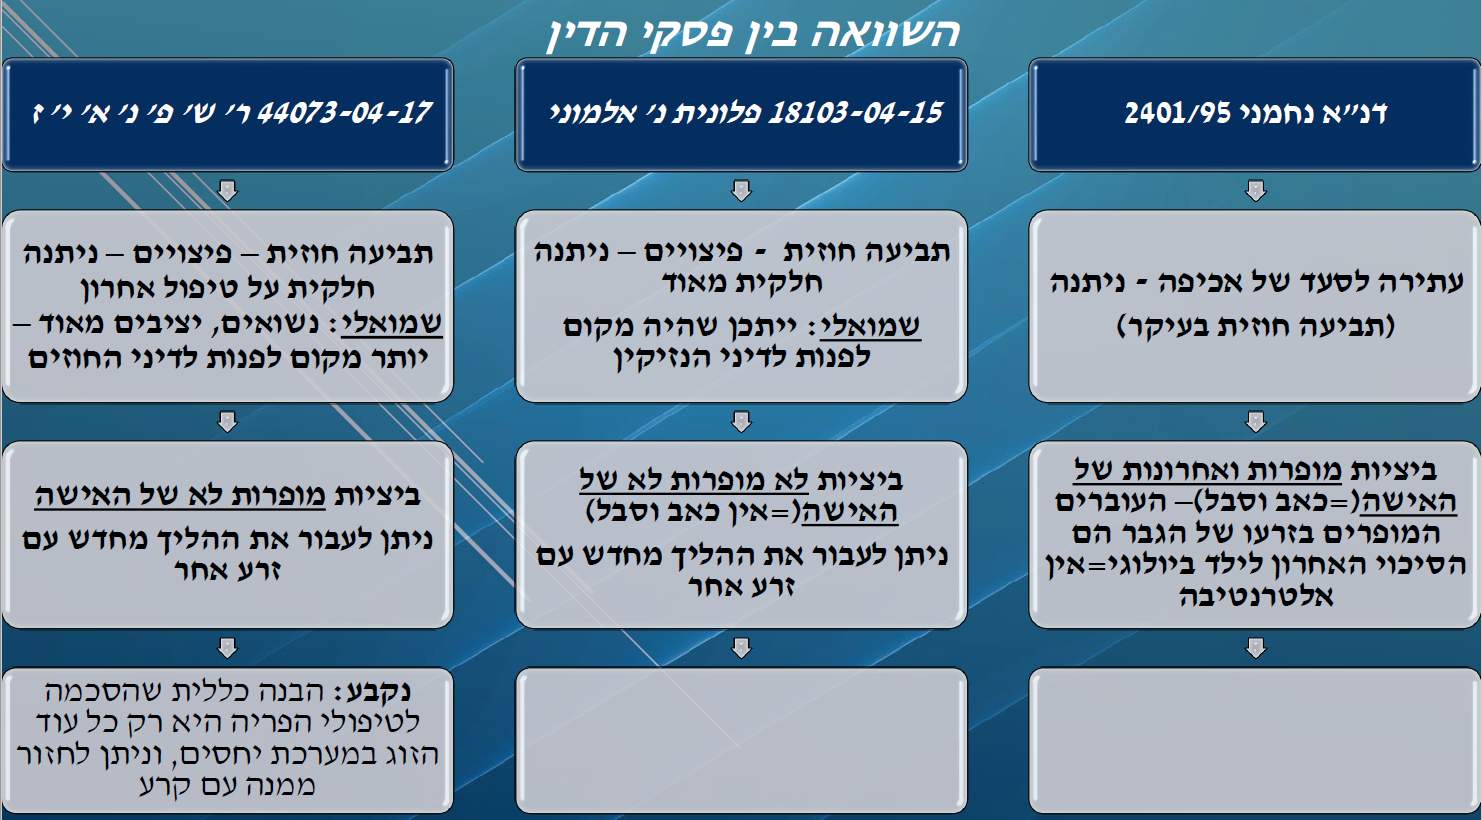 השוואה בין פסקי הדין
דנ״א נחמני 2401/95
עתירה לסעד של אכיפה - ניתנה
(תביעה חוזית בעיקר)
ביציות מופרות ואחרונות של
האישה(=כאב וסבל)– העוברים
המופרים בזרעו של הגבר הם
הסיכוי האחרון לילד ביולוגי=אין
אלטרנטיבה
18103-04-15 פלונית נ׳ אלמוני
תביעה חוזית - פיצויים – ניתנה
חלקית מאוד
שמואלי: ייתכן שהיה מקום
לפנות לדיני הנזיקין
ביציות לא מופרות לא של
האישה(=אין כאב וסבל)
ניתן לעבור את ההליך מחדש עם
זרע אחר
44073-04-17 ר׳ ש׳ פ׳ נ׳ א׳ י׳ ז
תביעה חוזית – פיצויים – ניתנה
חלקית על טיפול אחרון
שמואלי: נשואים, יציבים מאוד –
יותר מקום לפנות לדיני החוזים
ביציות מופרות לא של האישה
ניתן לעבור את ההליך מחדש עם
זרע אחר
נקבע: הבנה כללית שהסכמה
לטיפולי הפריה היא רק כל עוד
הזוג במערכת יחסים, וניתן לחזור
ממנה עם קרע